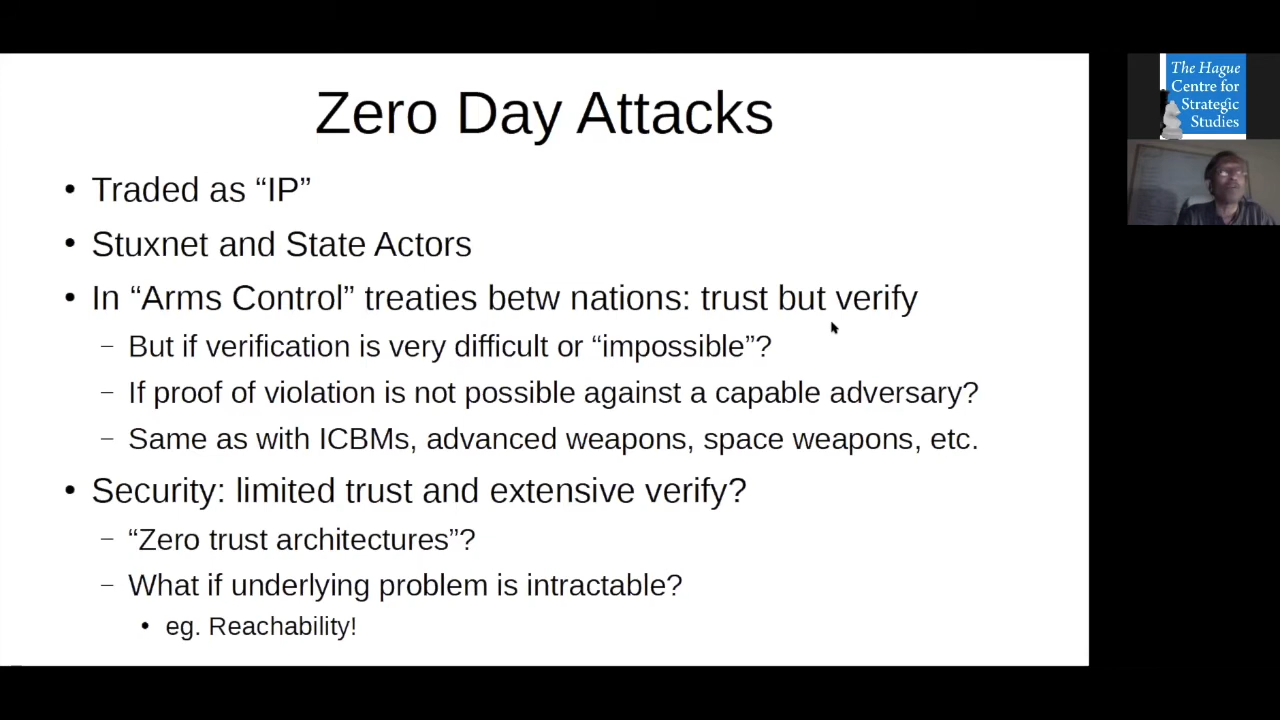 Zero Day Attacks
• Traded as “IP”
• Stuxnet and State Actors
• In “Arms Control” treaties betw nations: trust but verify
– But if verification is very difficult or “impossible”?
– If proof of violation is not possible against a capable adversary?
– Same as with ICBMs, advanced weapons, space weapons, etc.
• Security: limited trust and extensive verify?
– “Zero trust architectures”?
– What if underlying problem is intractable?
• eg. Reachability!
The Hague
Centre for
Strategic
Studies